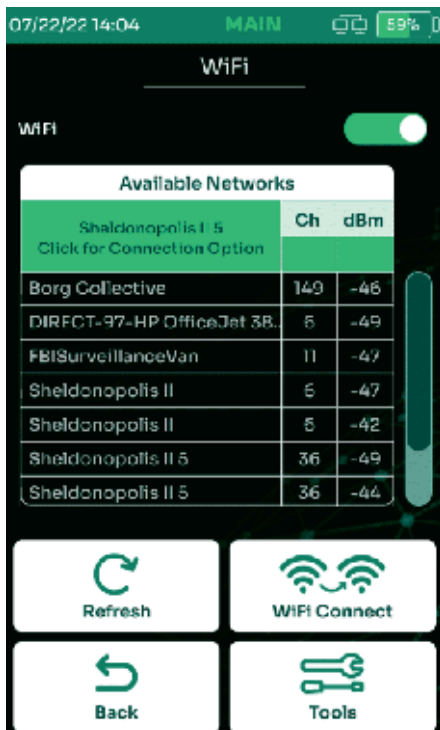 07/22/22 14:04 MAIN 59%
WiFi
WiFi
Available Networks
Sheldonopolis II 5 Ch dBm
Click for Connection Option
Borg Collective 149 -46
DIRECT-97-HP OfficeJet 38.. 6 -49
FBISurveillanceVan 11 -47
Sheldonopolis II 6 -47
Sheldonopolis II 6 -42
Sheldonopolis II 5 36 -49
Sheldonopolis II 5 36 -44
Refresh WiFi Connect
Back Tools